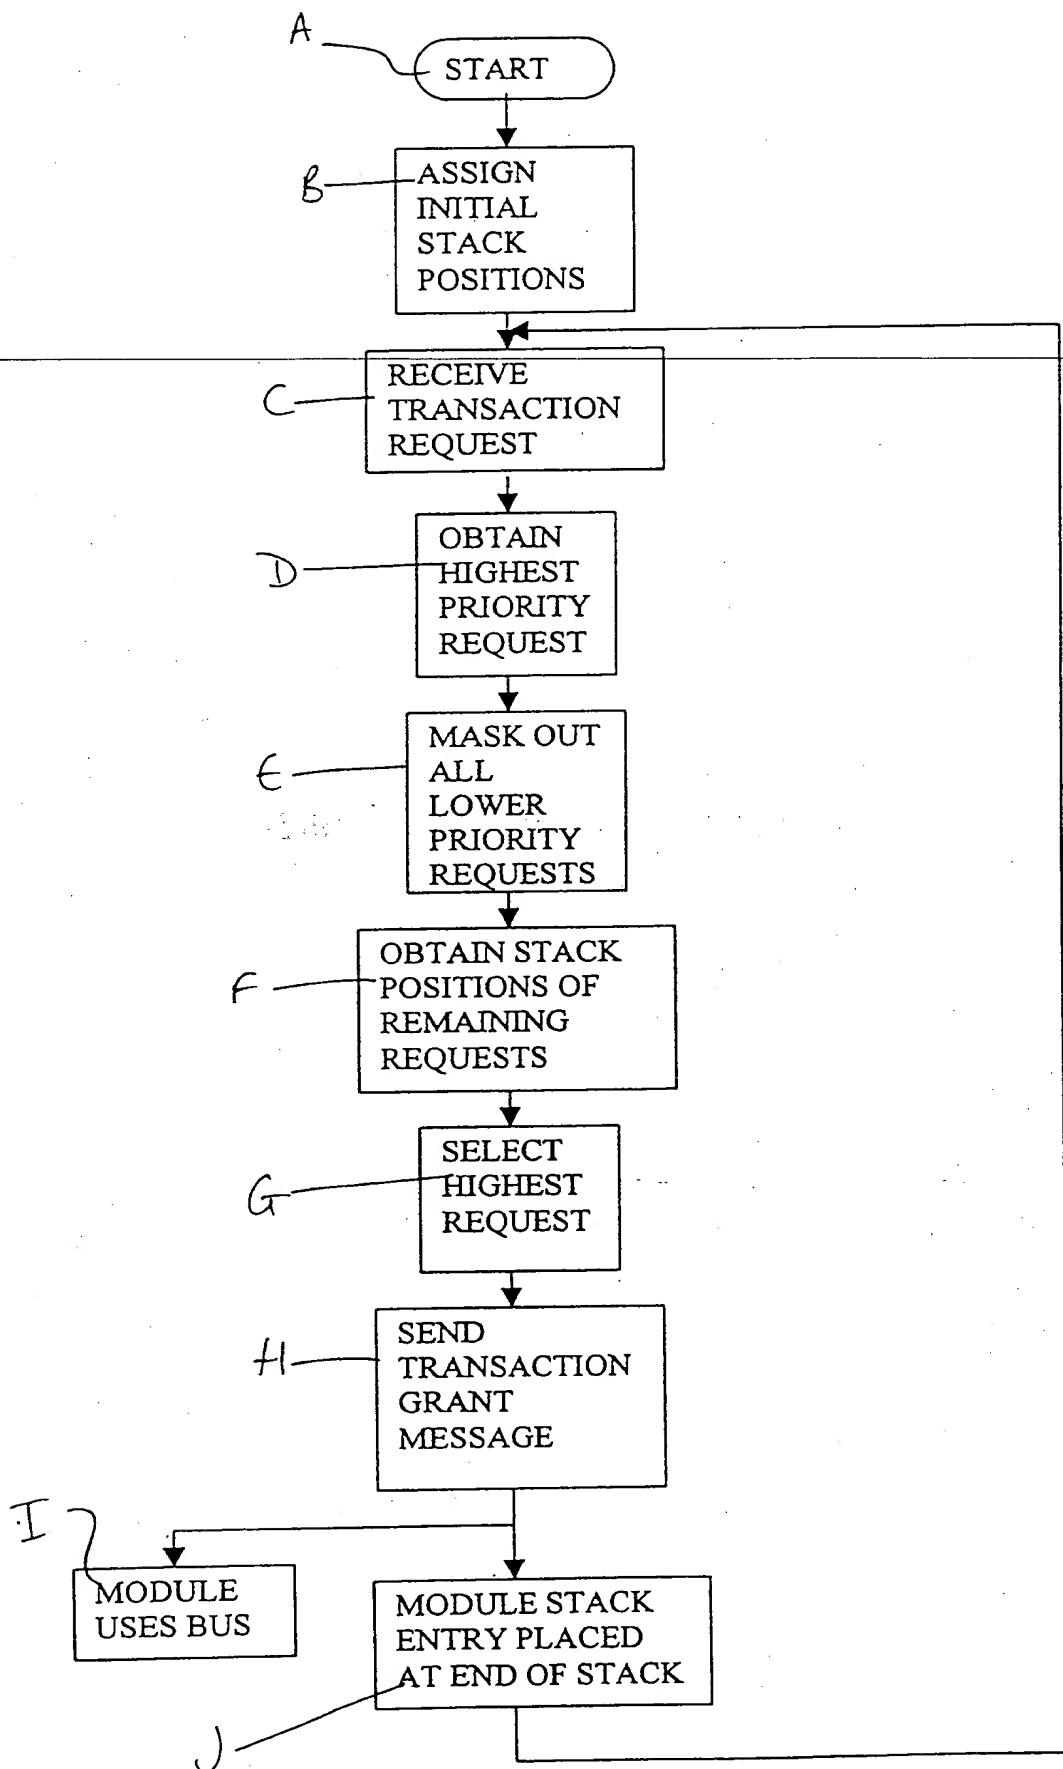 A
START
B
ASSIGN
INITIAL
STACK
POSITIONS
C
RECEIVE
TRANSACTION
REQUEST
D
OBTAIN
HIGHEST
PRIORITY
REQUEST
E
MASK OUT
ALL
LOWER
PRIORITY
REQUESTS
F
OBTAIN STACK
POSITIONS OF
REMAINING
REQUESTS
G
SELECT
HIGHEST
REQUEST
H
SEND
TRANSACTION
GRANT
MESSAGE
I
MODULE
USES BUS
J
MODULE STACK
ENTRY PLACED
AT END OF STACK